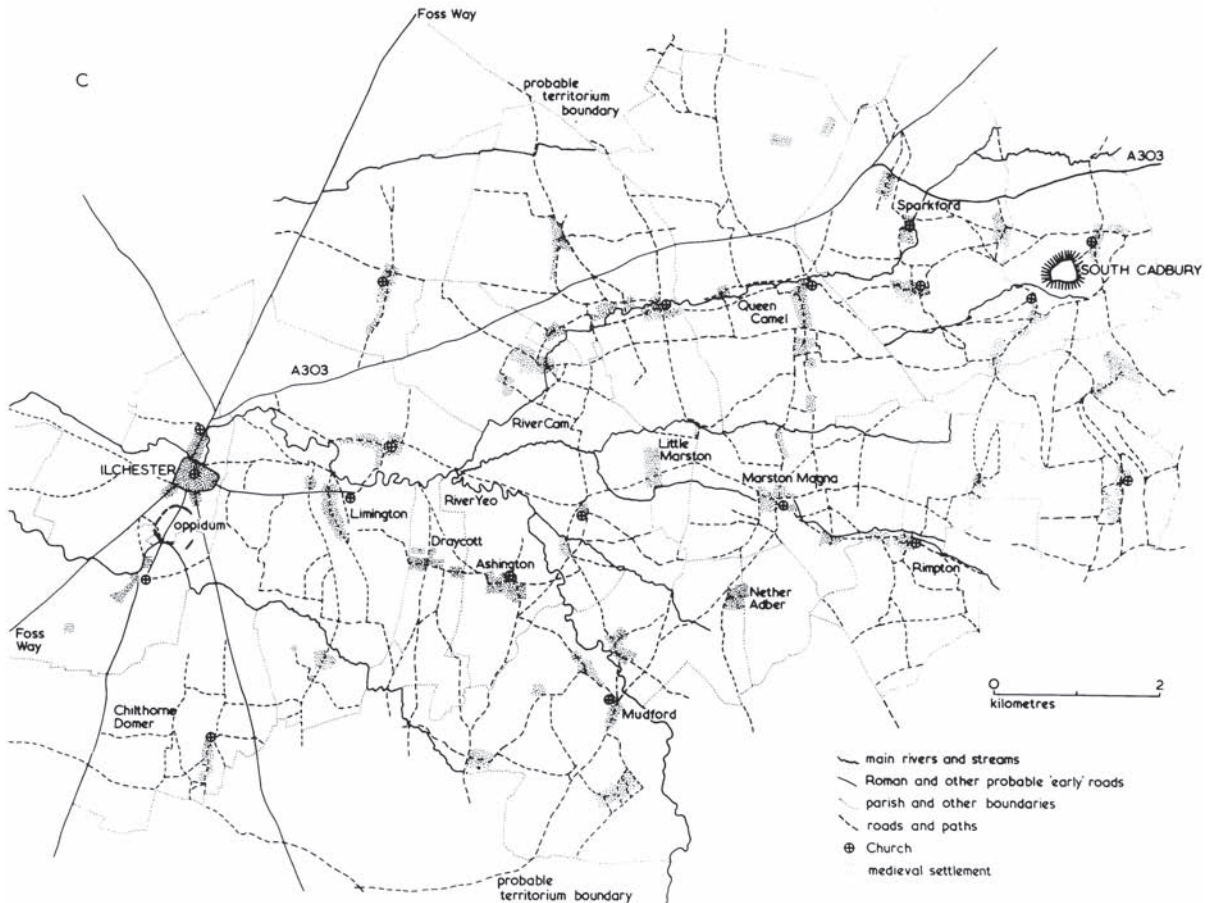 Foss Way
C
probable
territorium
boundary
A303
Sparkford
SOUTH CADBURY
Queen
Camel
A303
River Cam
Little
Marston
ILCHESTER
Marston Magna
River Yeo
Limington
oppidum
Draycott
Ashington
Rimpton
Nether
Adber
Foss
Way
0 2
kilometres
Chilthorne
Domer
Mudford
main rivers and streams
Roman and other probable 'early' roads
parish and other boundaries
roads and paths
Church
medieval settlement
probable
territorium boundary